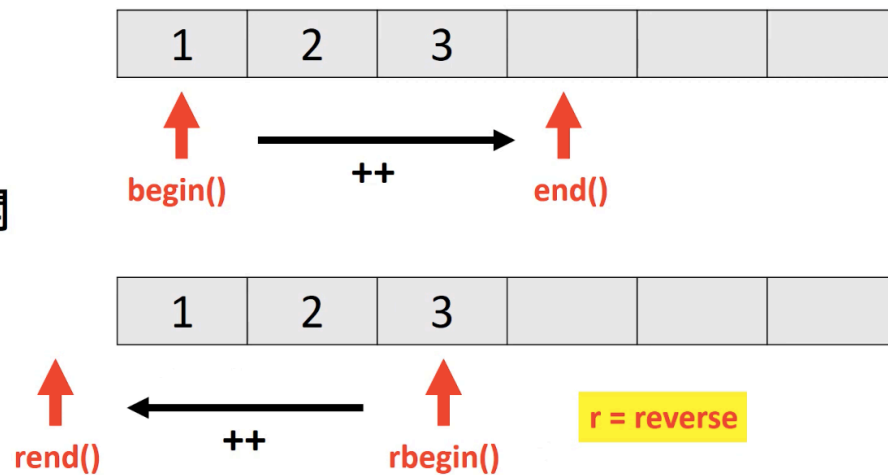 1 2 3
++
begin() end()
1 2 3
++
r = reverse
rend() rbegin()